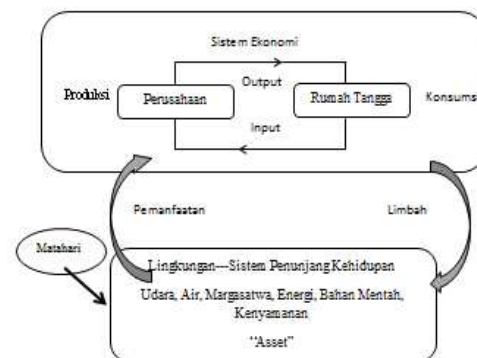 Sistem Ekonomi
Output
Produksi
Perusahaan
Rumah Tangga
Konsumsi
Input
Pemanfaatan
Limbah
Matahari
Lingkungan---Sistem Penunjang Kehidupan
Udara, Air, Margasatwa, Energi, Bahan Mentah,
Kenyamanan
“Asset”